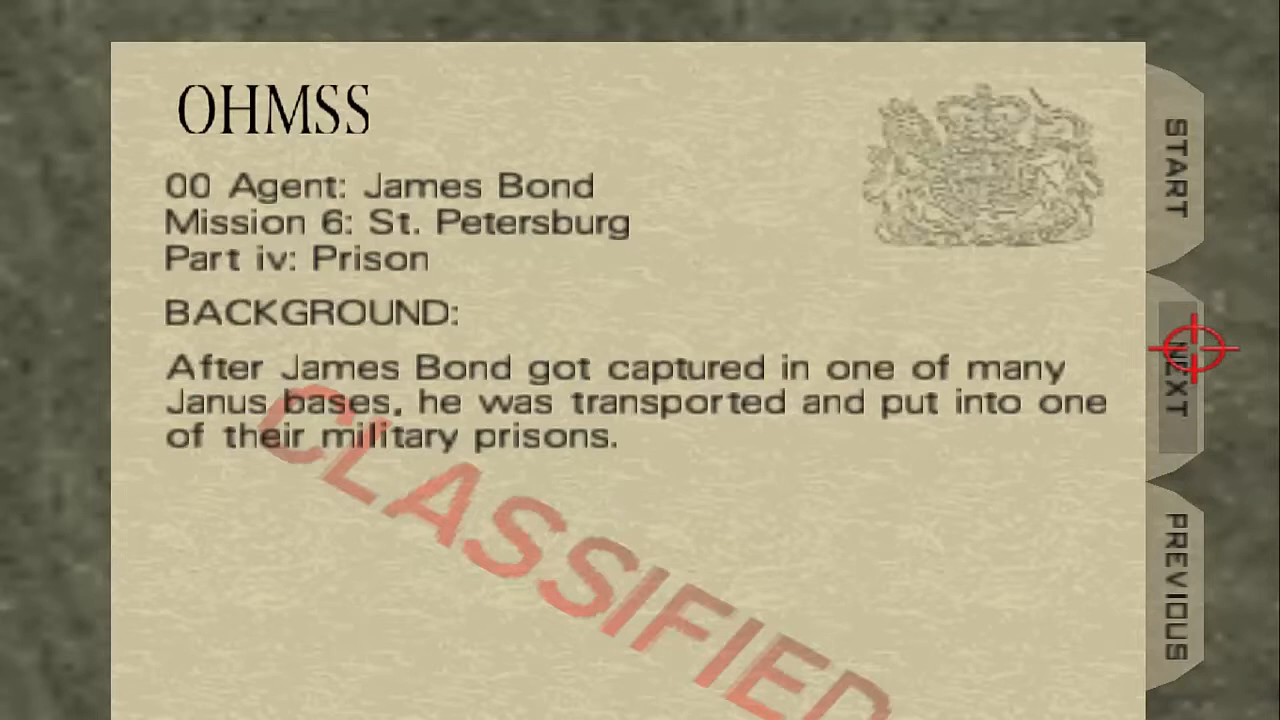 OHMSS
00 Agent: James Bond
Mission 6: St. Petersburg
Part iv: Prison
BACKGROUND:
After James Bond got captured in one of many
Janus bases, he was transported and put into one
of their military prisons.
CLASSIFIED
START
NEXT
PREVIOUS